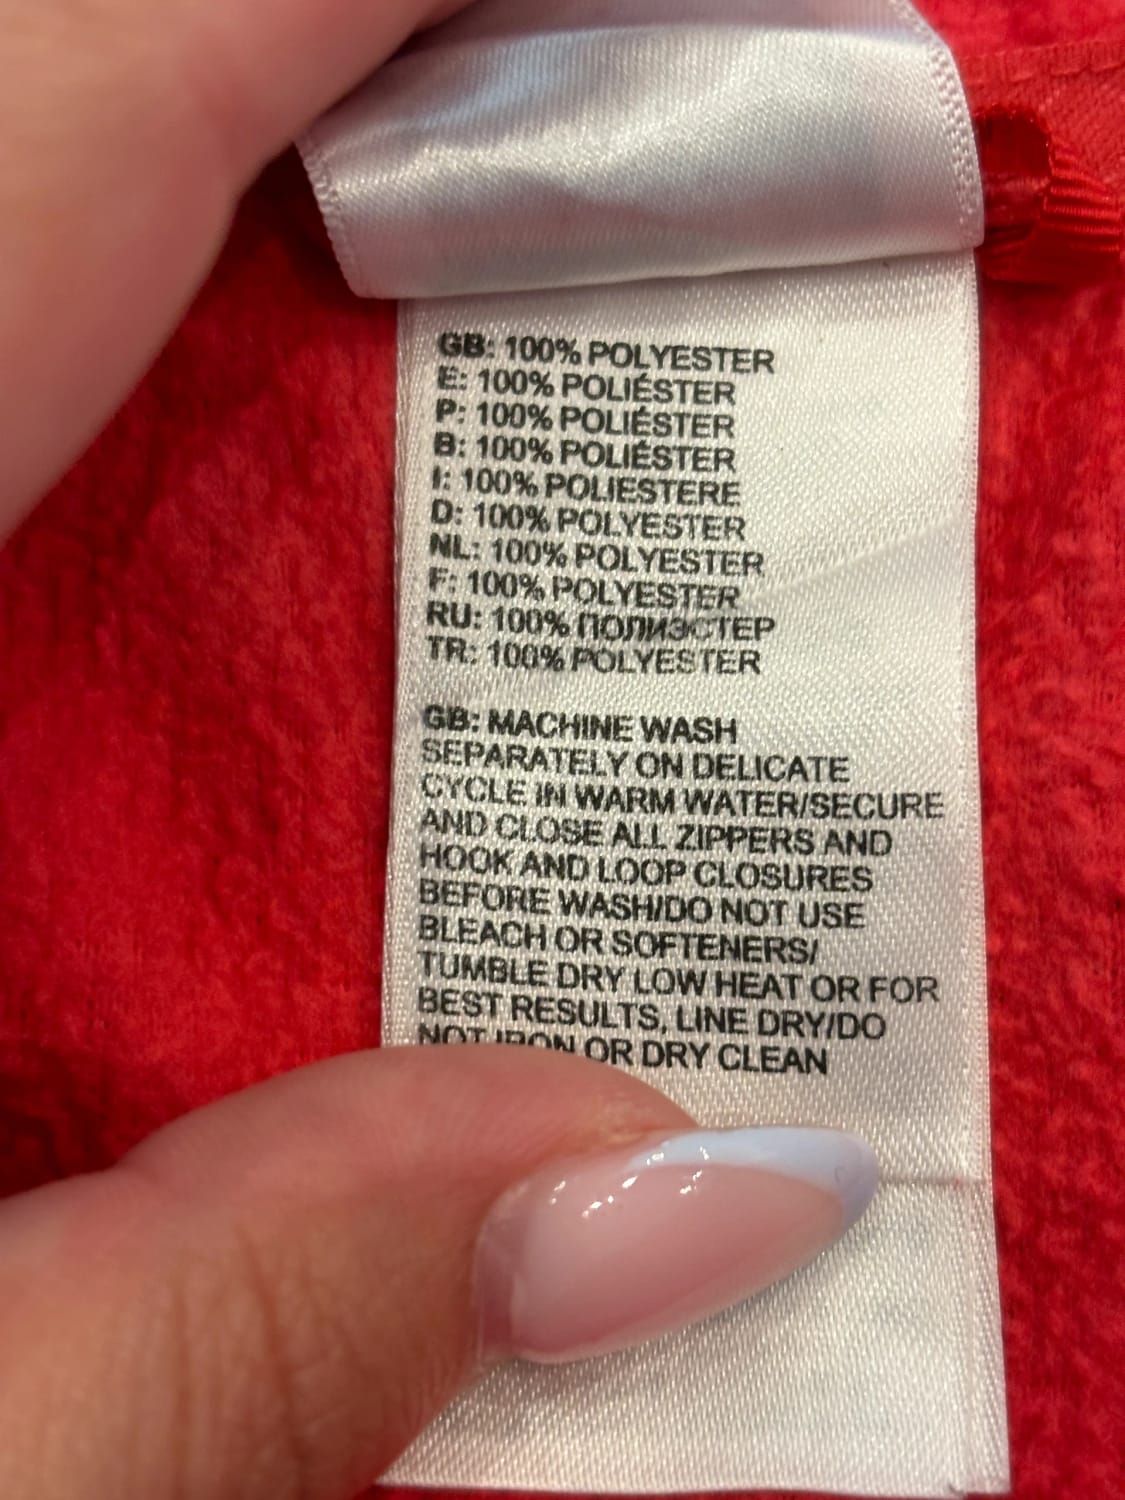 GB: 100% POLYESTER
E: 100% POLIÉSTER
P: 100% POLIÉSTER
B: 100% POLIÉSTER
I: 100% POLIESTERE
D: 100% POLYESTER
NL: 100% POLYESTER
F: 100% POLYESTER
RU: 100% ПОЛИЭСТЕР
TR: 100% POLYESTER
GB: MACHINE WASH
SEPARATELY ON DELICATE
CYCLE IN WARM WATER/SECURE
AND CLOSE ALL ZIPPERS AND
HOOK AND LOOP CLOSURES
BEFORE WASH/DO NOT USE
BLEACH OR SOFTENERS/
TUMBLE DRY LOW HEAT OR FOR
BEST RESULTS, LINE DRY/DO
NOT IRON OR DRY CLEAN